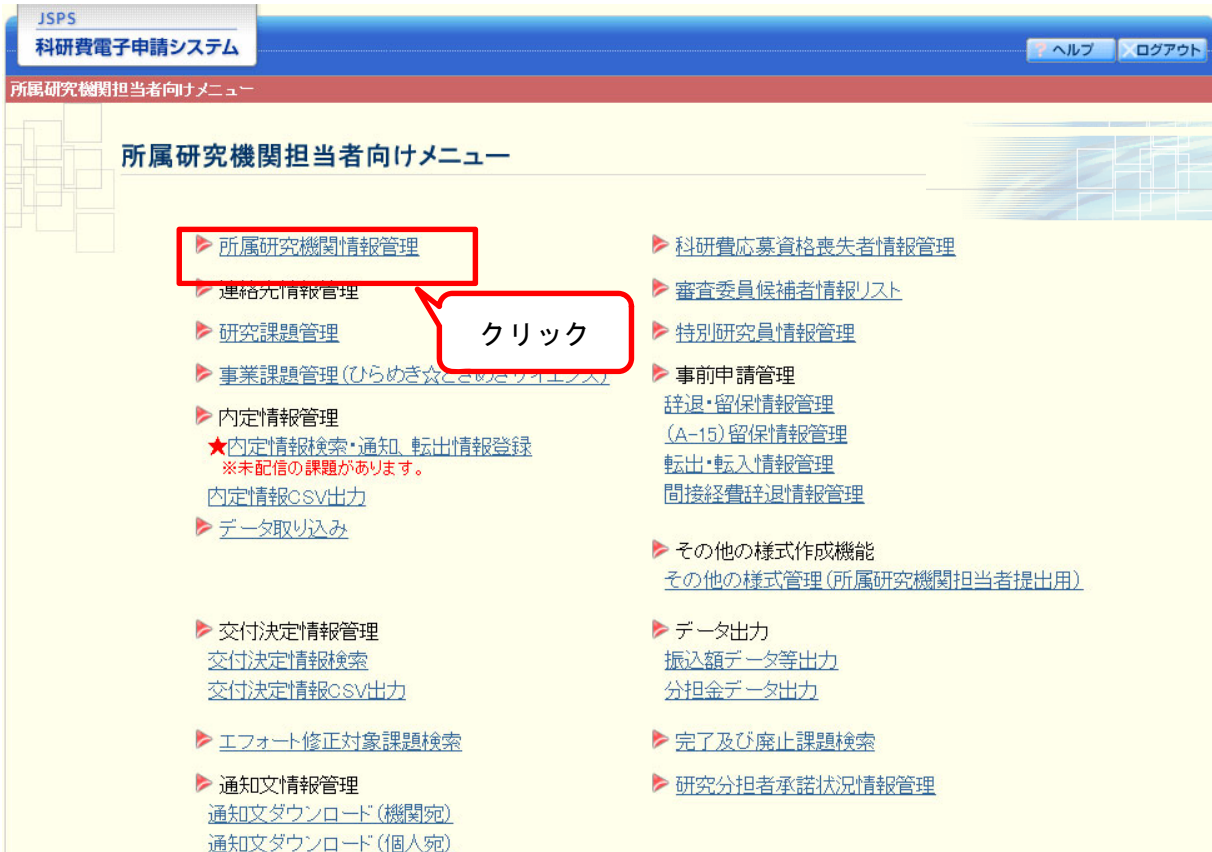 JSPS
科研費電子申請システム
ヘルプ
ログアウト
所属研究機関担当者向けメニュー
所属研究機関担当者向けメニュー
所属研究機関情報管理
連絡先情報管理
研究課題管理
事業課題管理(ひらめき☆ときめきサイエンス)
クリック
内定情報管理
★内定情報検索・通知、転出情報登録
※未配信の課題があります。
内定情報CSV出力
データ取り込み
交付決定情報管理
交付決定情報検索
交付決定情報CSV出力
エフォート修正対象課題検索
通知文情報管理
通知文ダウンロード(機関宛)
通知文ダウンロード(個人宛)
科研費応募資格喪失者情報管理
審査委員候補者情報リスト
特別研究員情報管理
事前申請管理
辞退・留保情報管理
(A-15)留保情報管理
転出・転入情報管理
間接経費辞退情報管理
その他の様式作成機能
その他の様式管理(所属研究機関担当者提出用)
データ出力
振込額データ等出力
分担金データ出力
完了及び廃止課題検索
研究分担者承諾状況情報管理